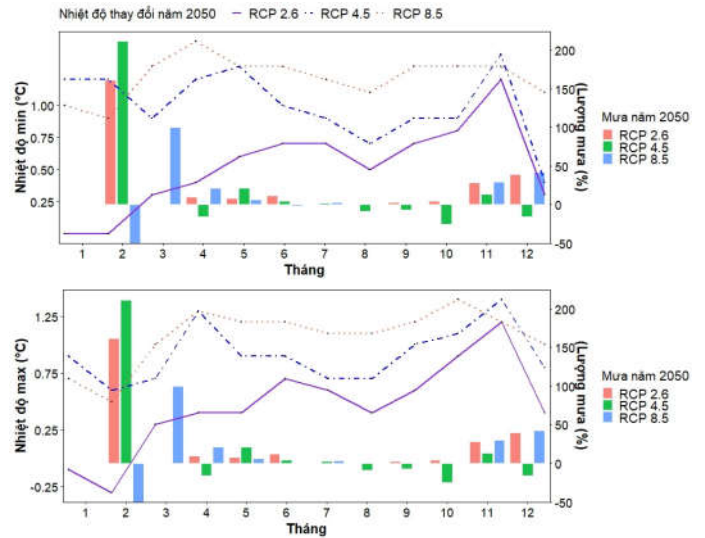 Nhiệt độ thay đổi năm 2050 RCP 2.6 RCP 4.5 RCP 8.5
Nhiệt độ min (°C)
1.00
0.75
0.50
0.25
200
150
100
50
0
-50
(Lượng mưa (%)
1 2 3 4 5 6 7 8 9 10 11 12
Tháng
Mưa năm 2050
RCP 2.6
RCP 4.5
RCP 8.5
Nhiệt độ max (°C)
1.25
0.75
0.25
-0.25
200
150
100
50
0
-50
(Lượng mưa (%)
1 2 3 4 5 6 7 8 9 10 11 12
Tháng
Mưa năm 2050
RCP 2.6
RCP 4.5
RCP 8.5